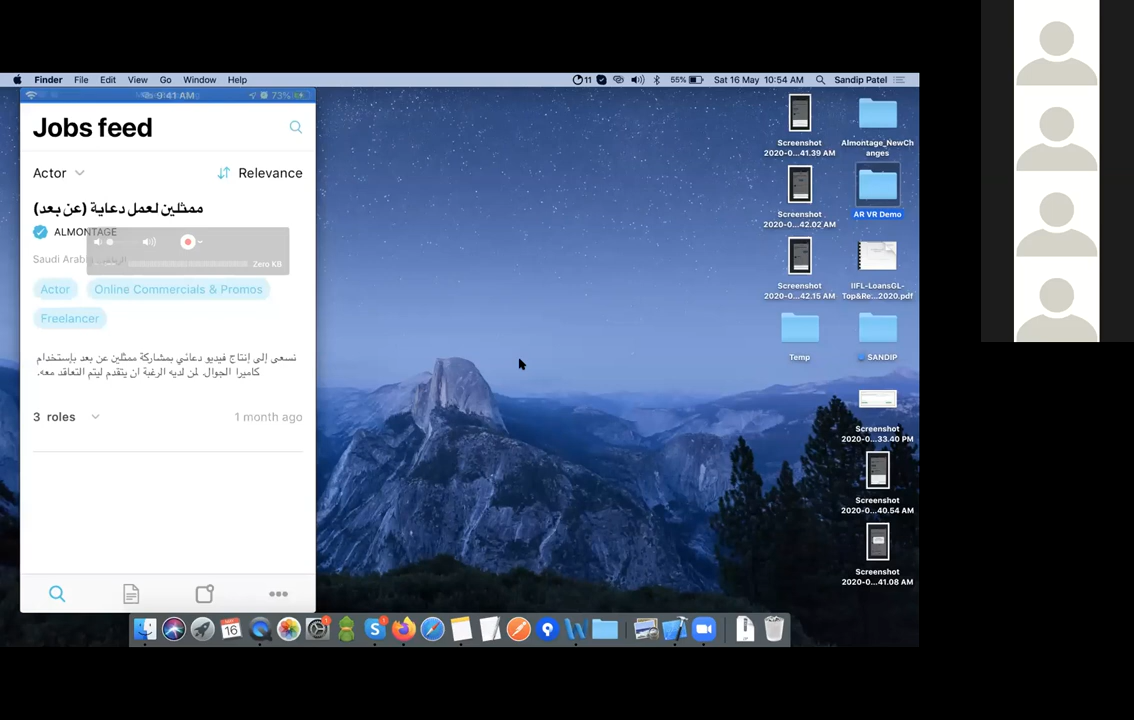 Finder File Edit View Go Window Help
11 55% Sat 16 May 10:54 AM Sandip Patel
9:41 AM 73%
Jobs feed
Actor Relevance
ممثلين لعمل دعاية (عن بعد)
ALMONTAGE
Saudi Arab
Zero KB
Actor Online Commercials & Promos
Freelancer
نسعى إلى إنتاج فيديو دعائي بمشاركة ممثلين عن بعد بإستخدام
كاميرا الجوال. لمن لديه الرغبة ان يتقدم ليتم التعاقد معه.
3 roles 1 month ago
Screenshot
2020-0...41.39 AM
Almontage_NewCh
anges
Screenshot
2020-0...42.02 AM
AR VR Demo
Screenshot
2020-0...42.15 AM
IIFL-LoansGL-
Top&Re...2020.pdf
Temp
SANDIP
Screenshot
2020-0...33.40 PM
Screenshot
2020-0...40.54 AM
Screenshot
2020-0...41.08 AM
16